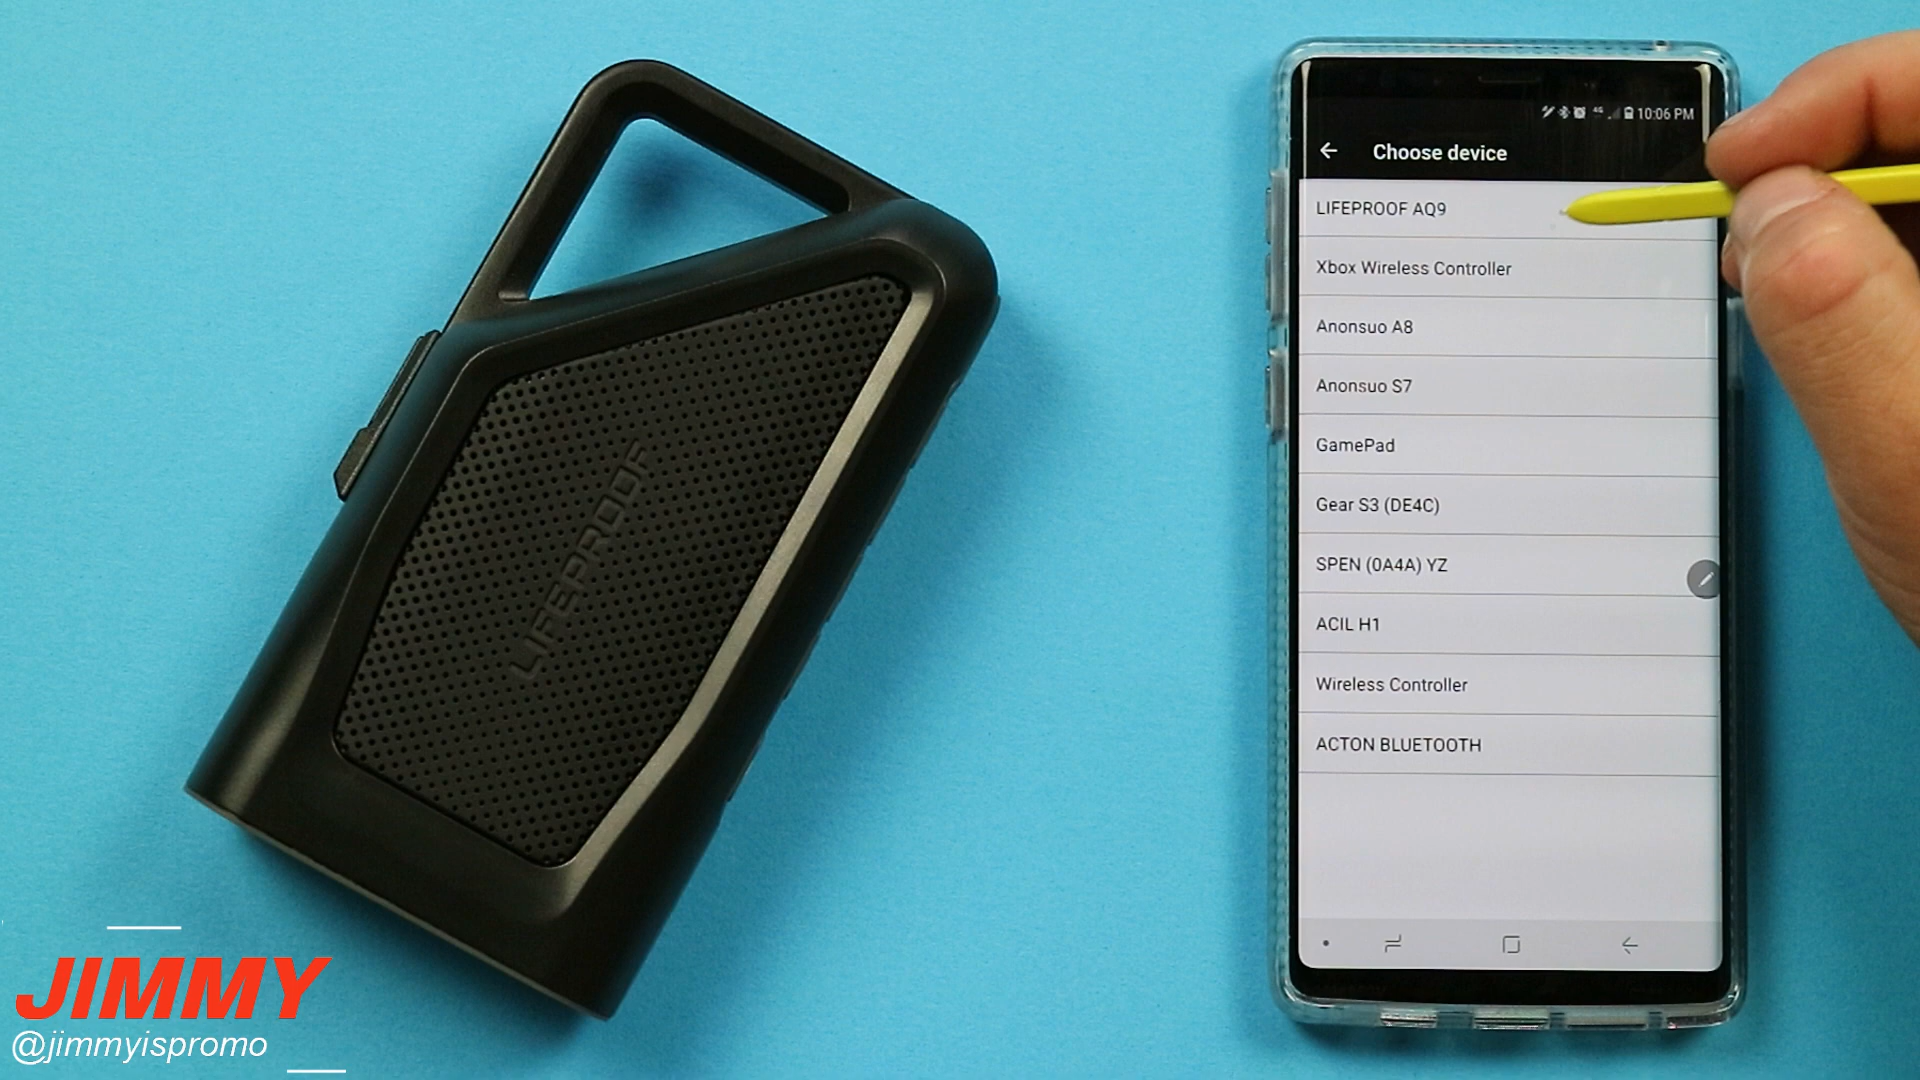 LIFEPROOF
4G 10:06 PM
Choose device
LIFEPROOF AQ9
Xbox Wireless Controller
Anonsuo A8
Anonsuo S7
GamePad
Gear S3 (DE4C)
SPEN (0A4A) YZ
ACIL H1
Wireless Controller
ACTON BLUETOOTH
JIMMY
@jimmyispromo